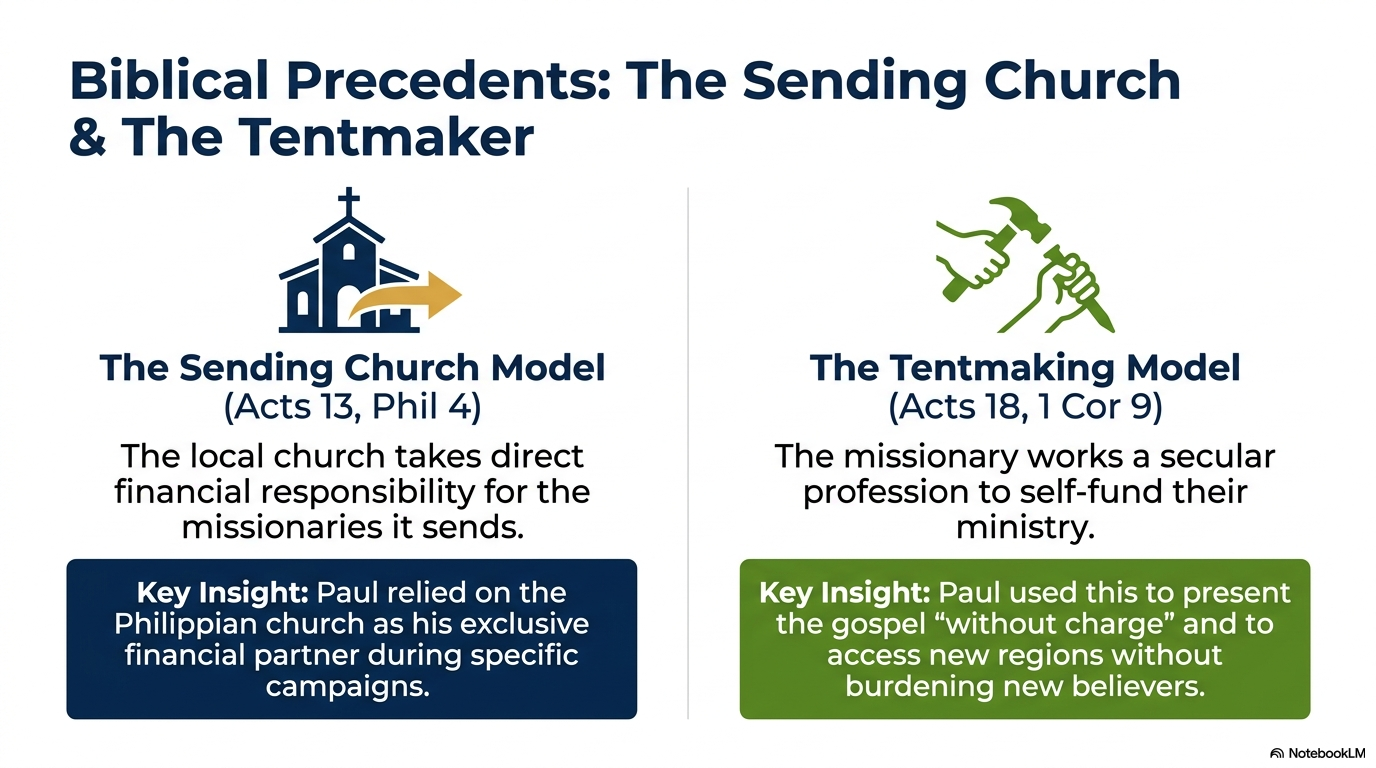 Biblical Precedents: The Sending Church
& The Tentmaker
The Sending Church Model
(Acts 13, Phil 4)
The local church takes direct
financial responsibility for the
missionaries it sends.
Key Insight: Paul relied on the
Philippian church as his exclusive
financial partner during specific
campaigns.
The Tentmaking Model
(Acts 18, 1 Cor 9)
The missionary works a secular
profession to self-fund their
ministry.
Key Insight: Paul used this to present
the gospel “without charge” and to
access new regions without
burdening new believers.
NotebookLM